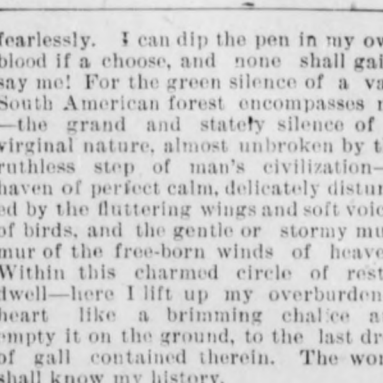 fearlessly. I can dip the pen in my ow
blood if a choose, and none shall gai
say me! For the green silence of a va
South American forest encompasses
—the grand and stately silence of
virginal nature, almost unbroken by t
ruthless step of man's civilization—
haven of perfect calm, delicately distur
ed by the fluttering wings and soft voic
of birds, and the gentle or stormy mu
mur of the free-born winds of heave
Within this charmed circle of rest
dwell—here I lift up my overburden
heart like a brimming chalice a
empty it on the ground, to the last dr
of gall contained therein. The wor
shall know my history.